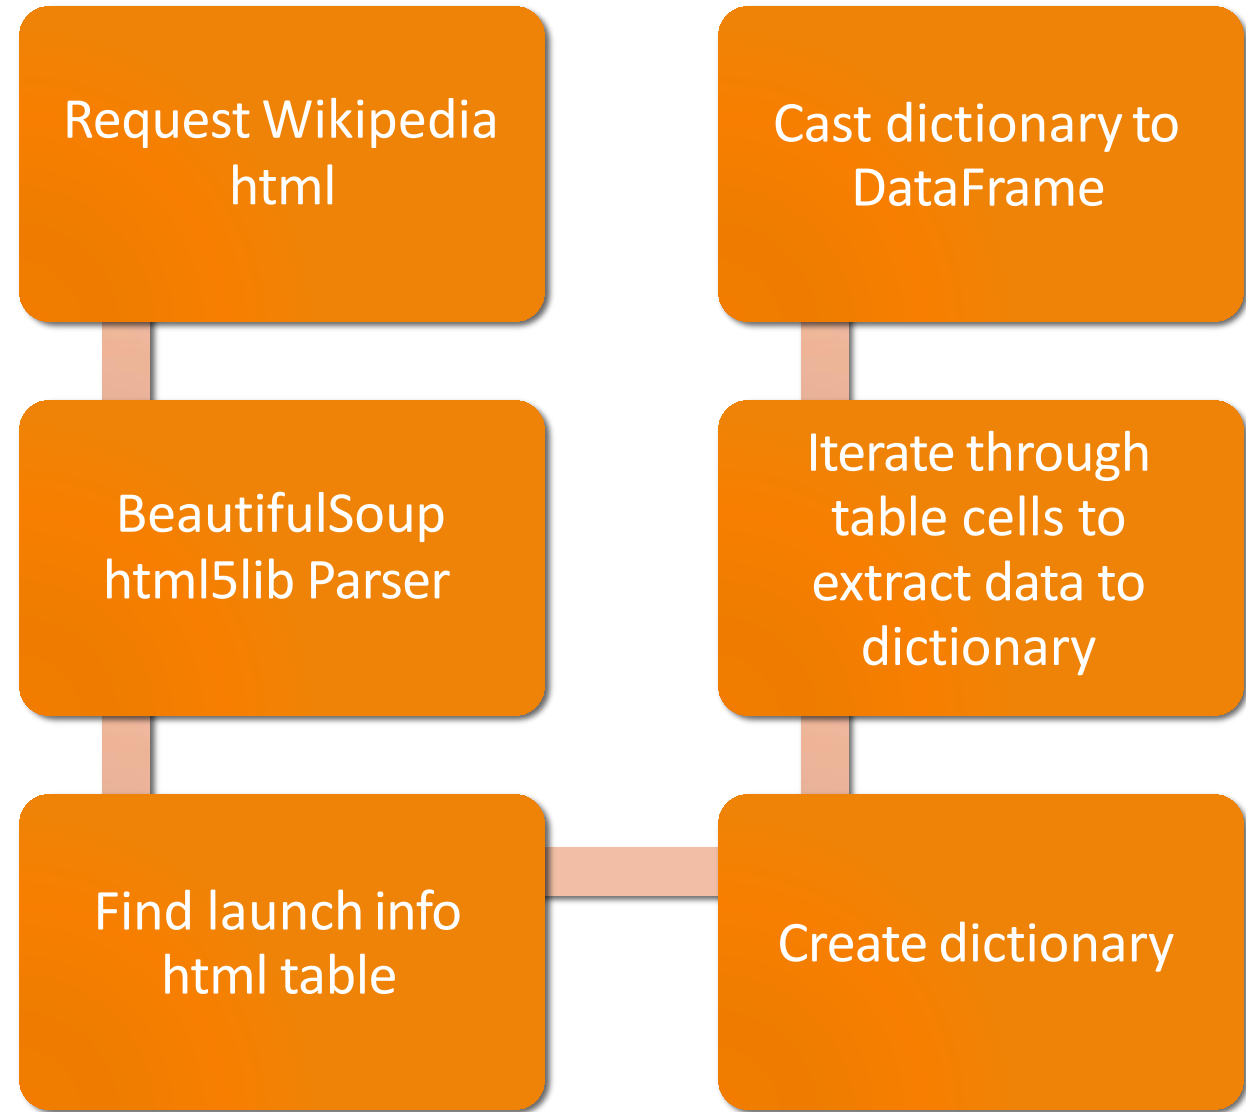 Request Wikipedia
html
BeautifulSoup
html5lib Parser
Find launch info
html table
Create dictionary
Iterate through
table cells to
extract data to
dictionary
Cast dictionary to
DataFrame